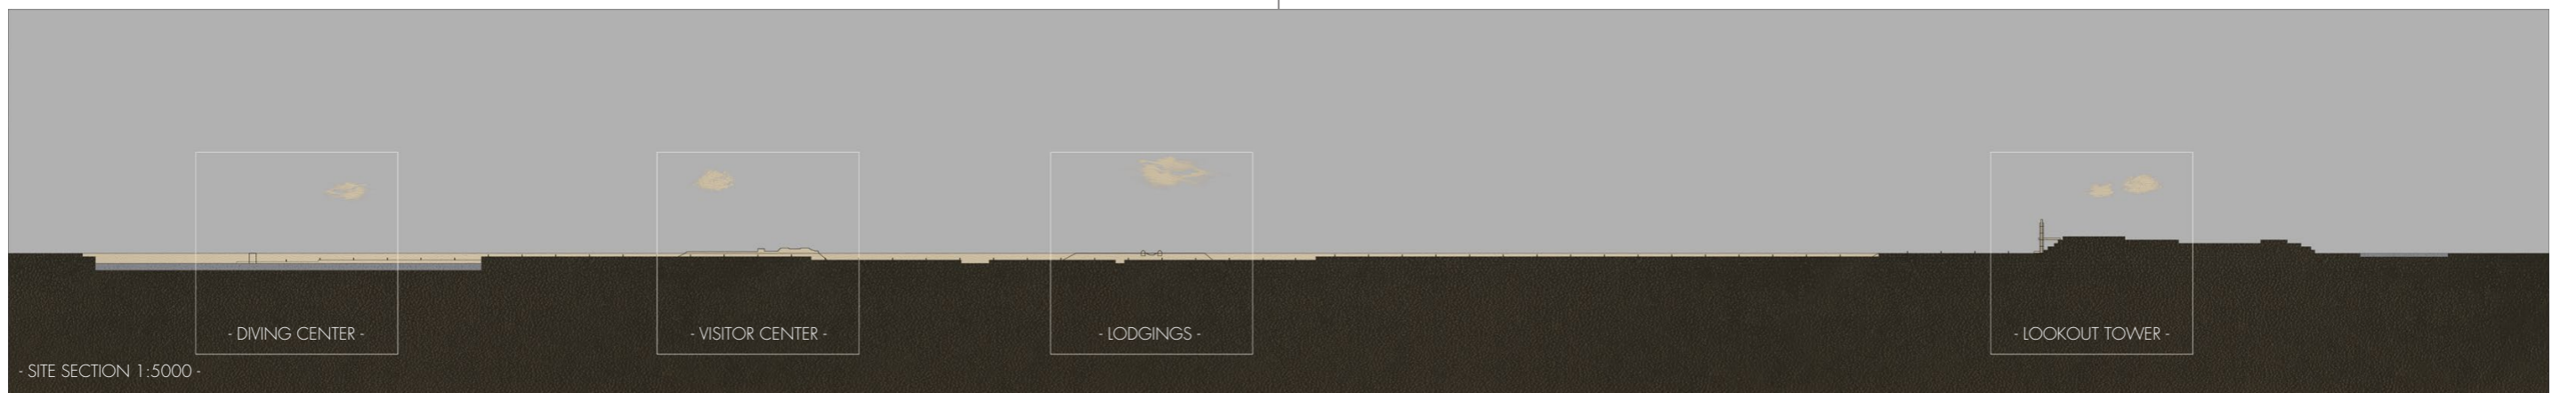 - DIVING CENTER -
- VISITOR CENTER -
- LODGINGS -
- LOOKOUT TOWER -
- SITE SECTION 1:5000 -